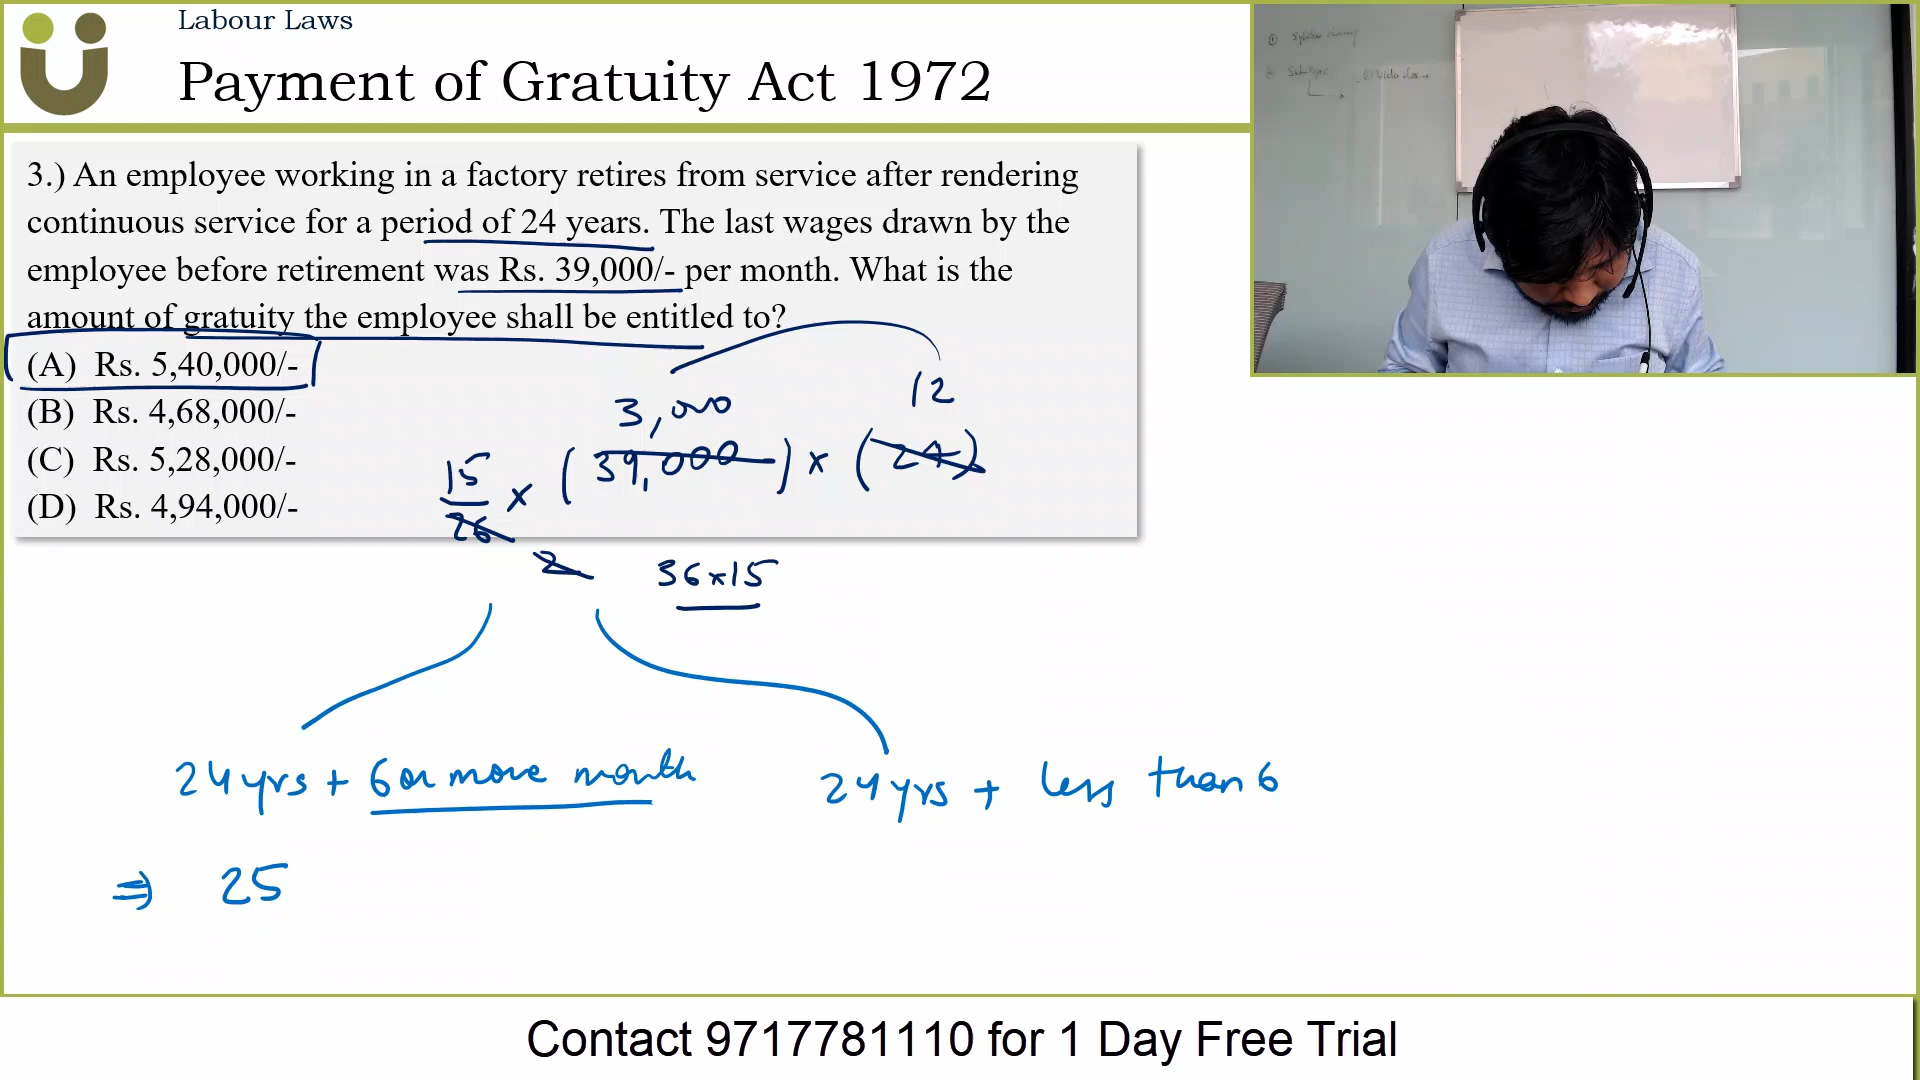 Labour Laws
Payment of Gratuity Act 1972
3.) An employee working in a factory retires from service after rendering
continuous service for a period of 24 years. The last wages drawn by the
employee before retirement was Rs. 39,000/- per month. What is the
amount of gratuity the employee shall be entitled to?
(A) Rs. 5,40,000/-
(B) Rs. 4,68,000/-
(C) Rs. 5,28,000/-
(D) Rs. 4,94,000/-
3,000 12
15/26 × (39,000) × (24)
2 36×15
24 yrs + 6 or more month 24 yrs + less than 6
⇒ 25
Contact 9717781110 for 1 Day Free Trial